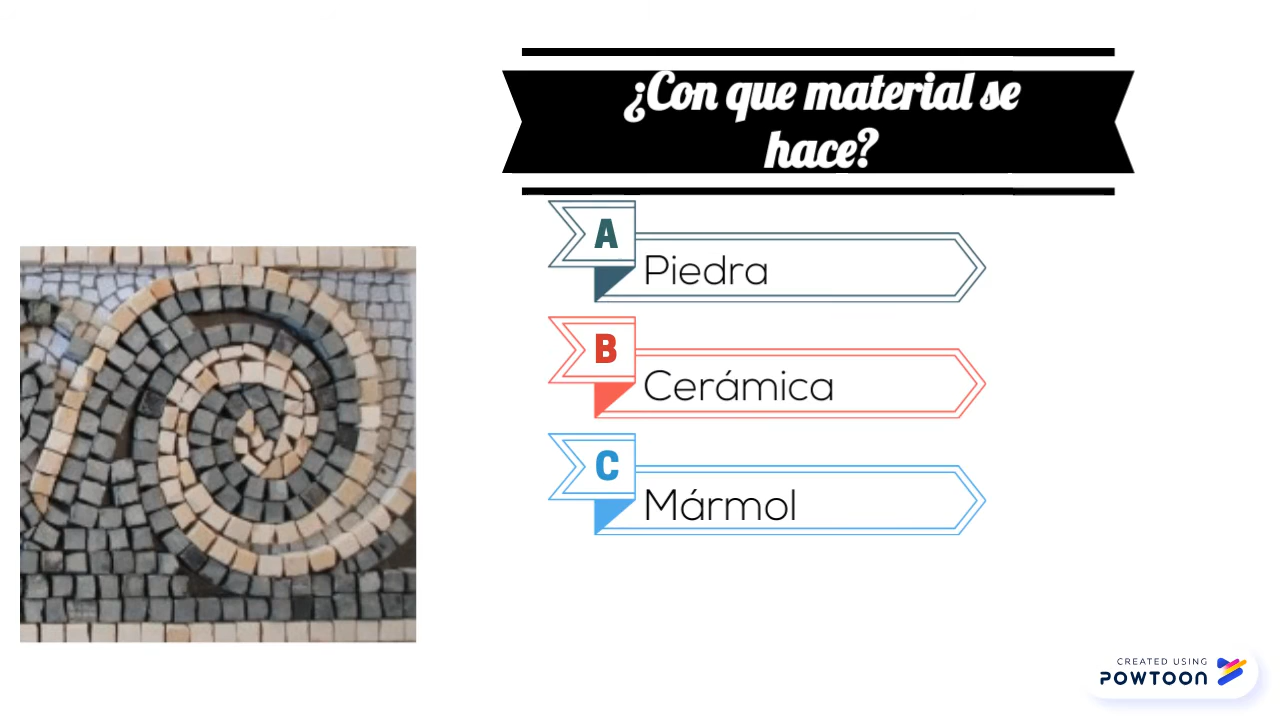 ¿Con que material se
hace?
A
Piedra
B
Cerámica
C
Mármol
CREATED USING
POWTOON